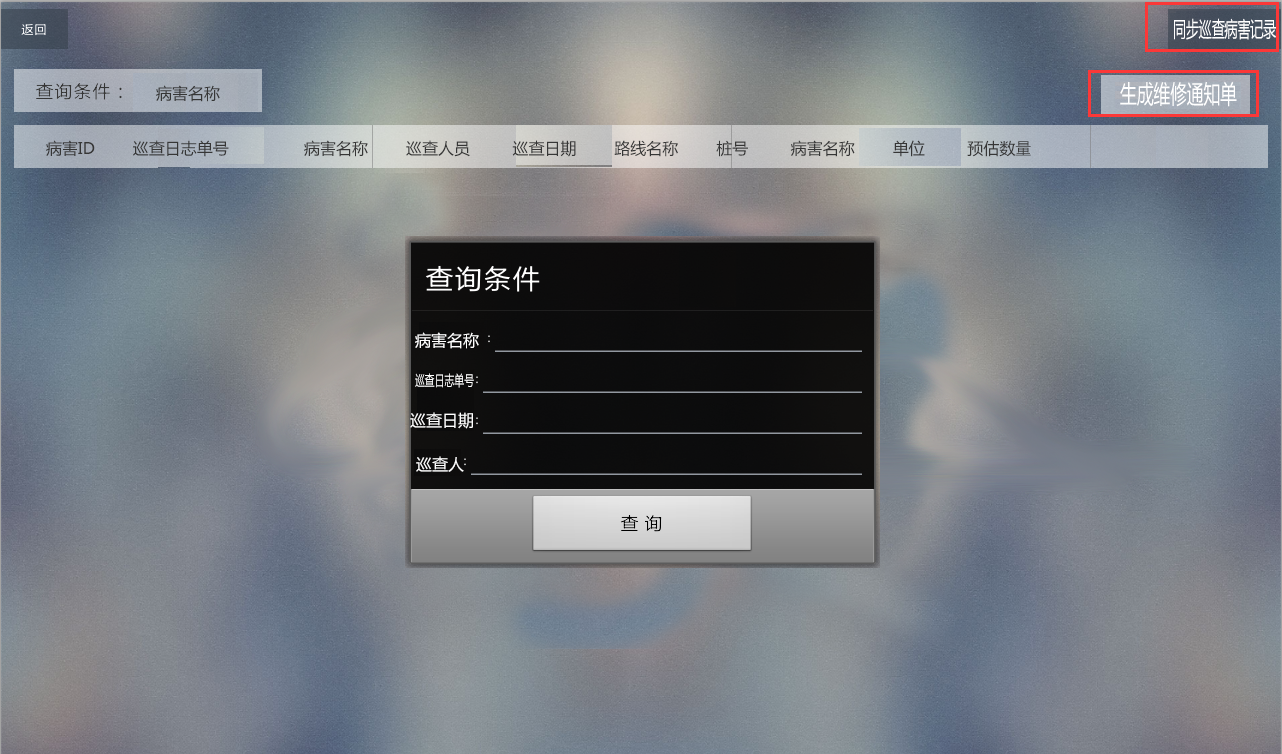 返回
同步巡查病害记录
查询条件： 病害名称
生成维修通知单
病害ID 巡查日志单号 病害名称 巡查人员 巡查日期 路线名称 桩号 病害名称 单位 预估数量
查询条件
病害名称：
巡查日志单号:
巡查日期:
巡查人:
查 询